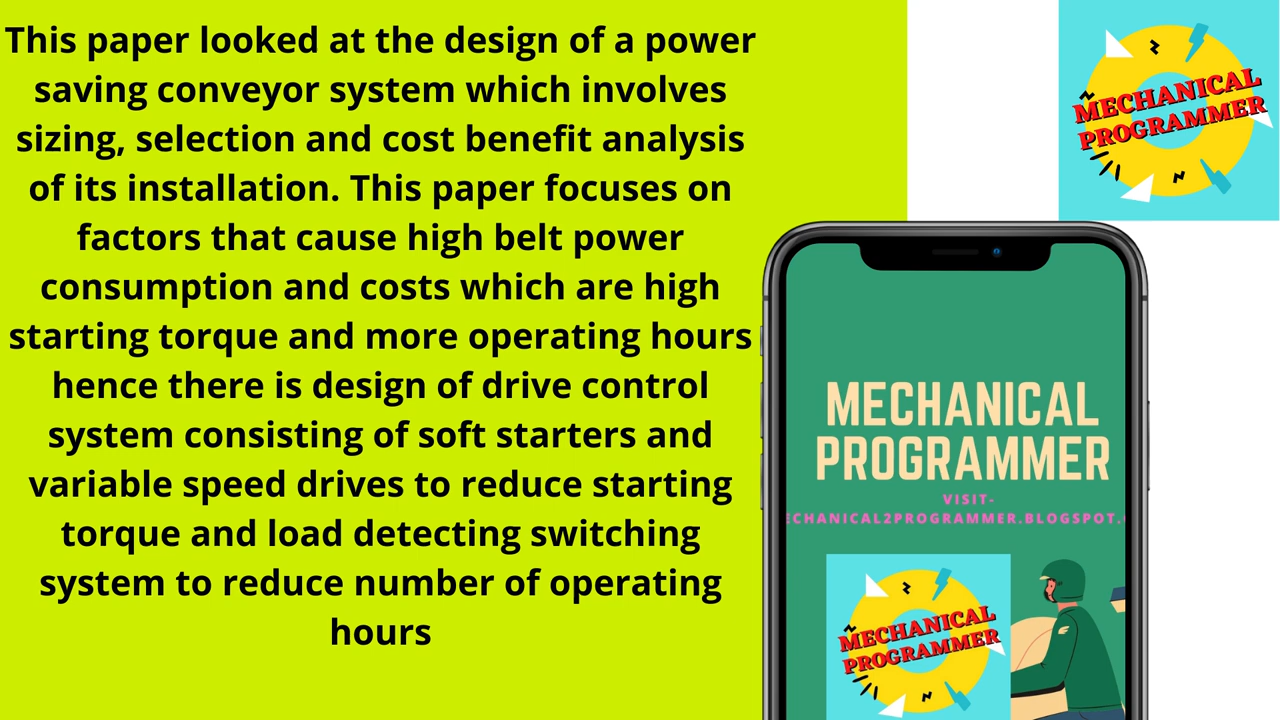 This paper looked at the design of a power
saving conveyor system which involves
sizing, selection and cost benefit analysis
of its installation. This paper focuses on
factors that cause high belt power
consumption and costs which are high
starting torque and more operating hours
hence there is design of drive control
system consisting of soft starters and
variable speed drives to reduce starting
torque and load detecting switching
system to reduce number of operating
hours
MECHANICAL
PROGRAMMER
MECHANICAL
PROGRAMMER
VISIT-
ECHANICAL2PROGRAMMER.BLOGSPOT.
MECHANICAL
PROGRAMMER